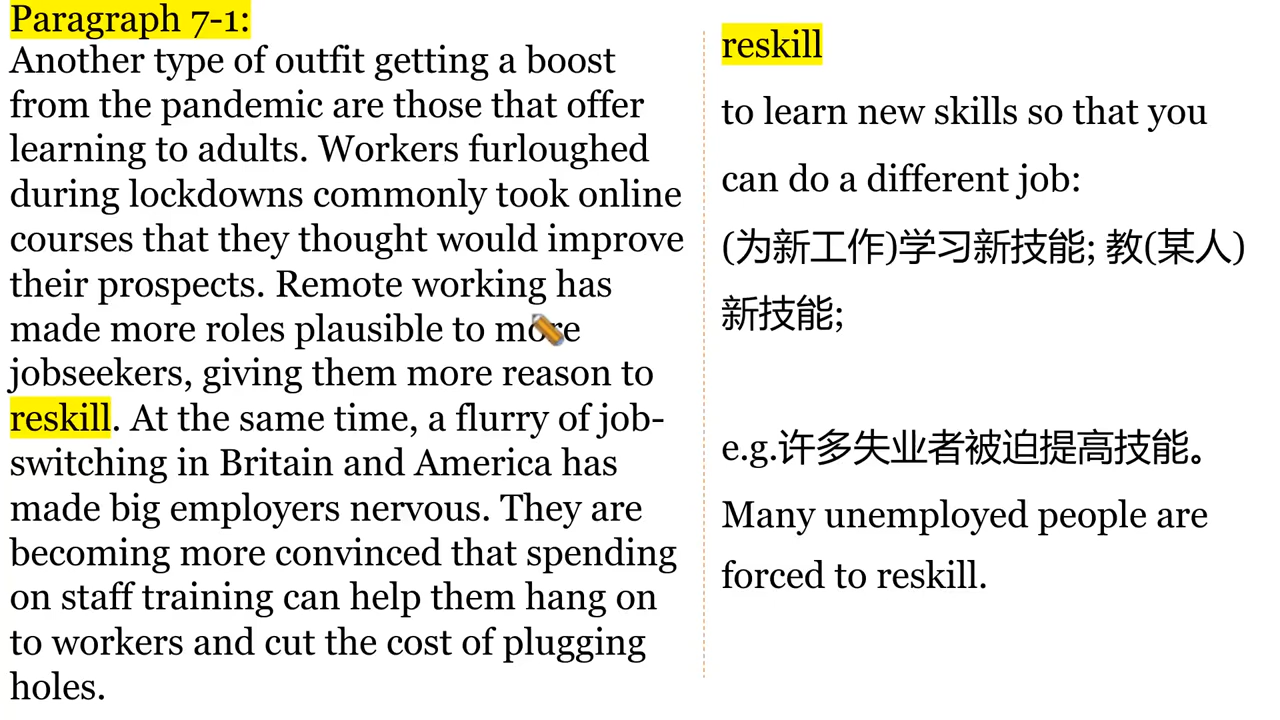 Paragraph 7-1:
Another type of outfit getting a boost
from the pandemic are those that offer
learning to adults. Workers furloughed
during lockdowns commonly took online
courses that they thought would improve
their prospects. Remote working has
made more roles plausible to more
jobseekers, giving them more reason to
reskill. At the same time, a flurry of job-
switching in Britain and America has
made big employers nervous. They are
becoming more convinced that spending
on staff training can help them hang on
to workers and cut the cost of plugging
holes.
reskill
to learn new skills so that you
can do a different job:
(为新工作)学习新技能; 教(某人)
新技能;
e.g.许多失业者被迫提高技能。
Many unemployed people are
forced to reskill.